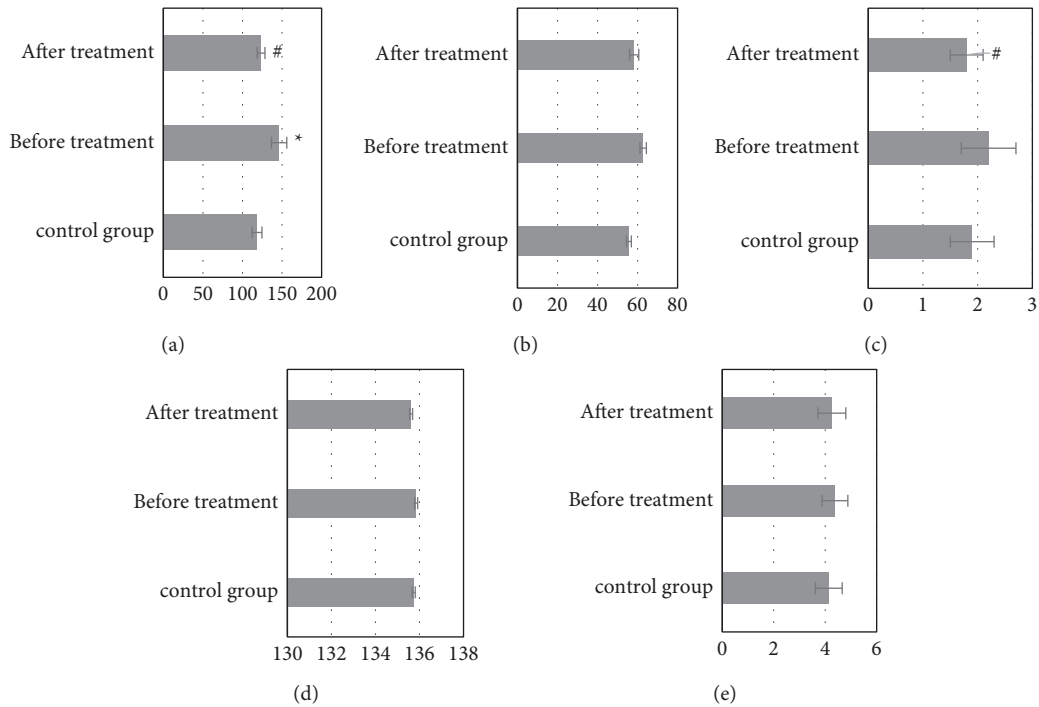 After treatment
#
Before treatment
*
control group
0 50 100 150 200
(a)
After treatment
Before treatment
control group
0 20 40 60 80
(b)
After treatment
#
Before treatment
control group
0 1 2 3
(c)
After treatment
Before treatment
control group
130 132 134 136 138
(d)
After treatment
Before treatment
control group
0 2 4 6
(e)